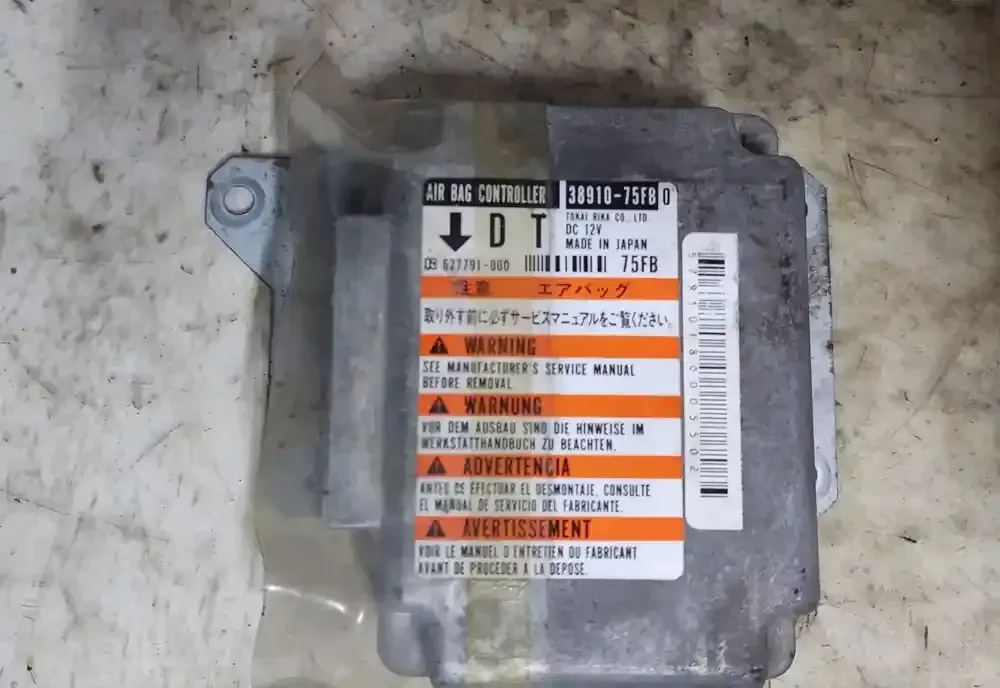 AIR BAG CONTROLLER 38910-75FB 0
D T
TOKAI RIKA CO., LTD
DC 12V
MADE IN JAPAN
627791-000 75FB
注意 エアバッグ
取り外す前に必ずサービスマニュアルをご覧ください。
WARNING
SEE MANUFACTURER'S SERVICE MANUAL
BEFORE REMOVAL
WARNUNG
VOR DEM AUSBAU SIND DIE HINWEISE IM
WERKSTATTHANDBUCH ZU BEACHTEN.
ADVERTENCIA
ANTES DE EFECTUAR EL DESMONTAJE, CONSULTE
EL MANUAL DE SERVICIO DEL FABRICANTE.
AVERTISSEMENT
VOIR LE MANUEL D'ENTRETIEN DU FABRICANT
AVANT DE PROCEDER A LA DEPOSE.